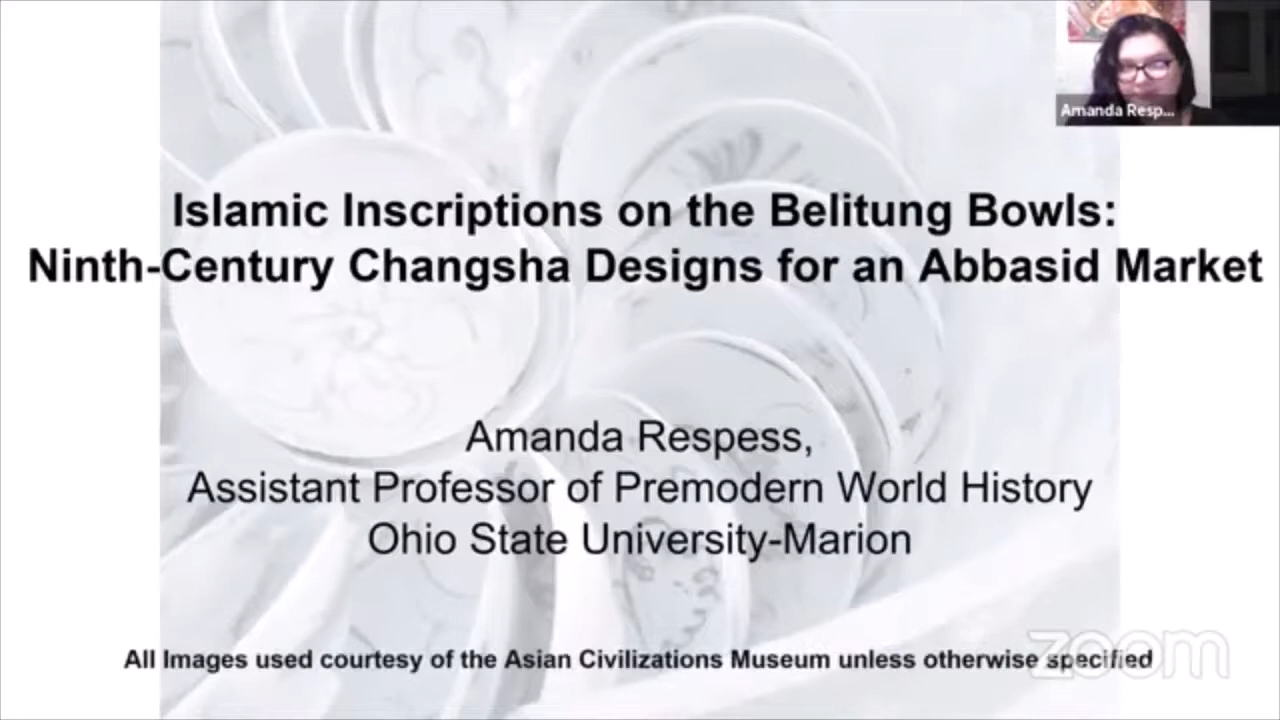 Amanda Resp...
Islamic Inscriptions on the Belitung Bowls:
Ninth-Century Changsha Designs for an Abbasid Market
Amanda Respess,
Assistant Professor of Premodern World History
Ohio State University-Marion
All Images used courtesy of the Asian Civilizations Museum unless otherwise specified
zoom